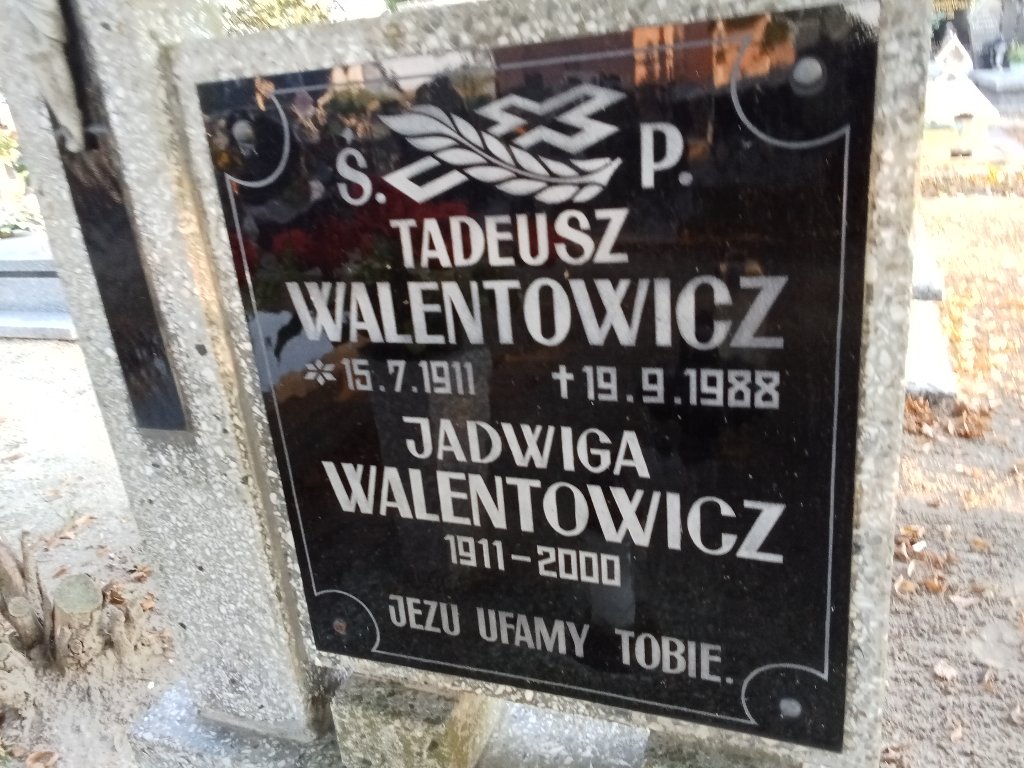 Ś. P.
TADEUSZ
WALENTOWICZ
* 15.7.1911 † 19.9.1988
JADWIGA
WALENTOWICZ
1911-2000
JEZU UFAMY TOBIE.